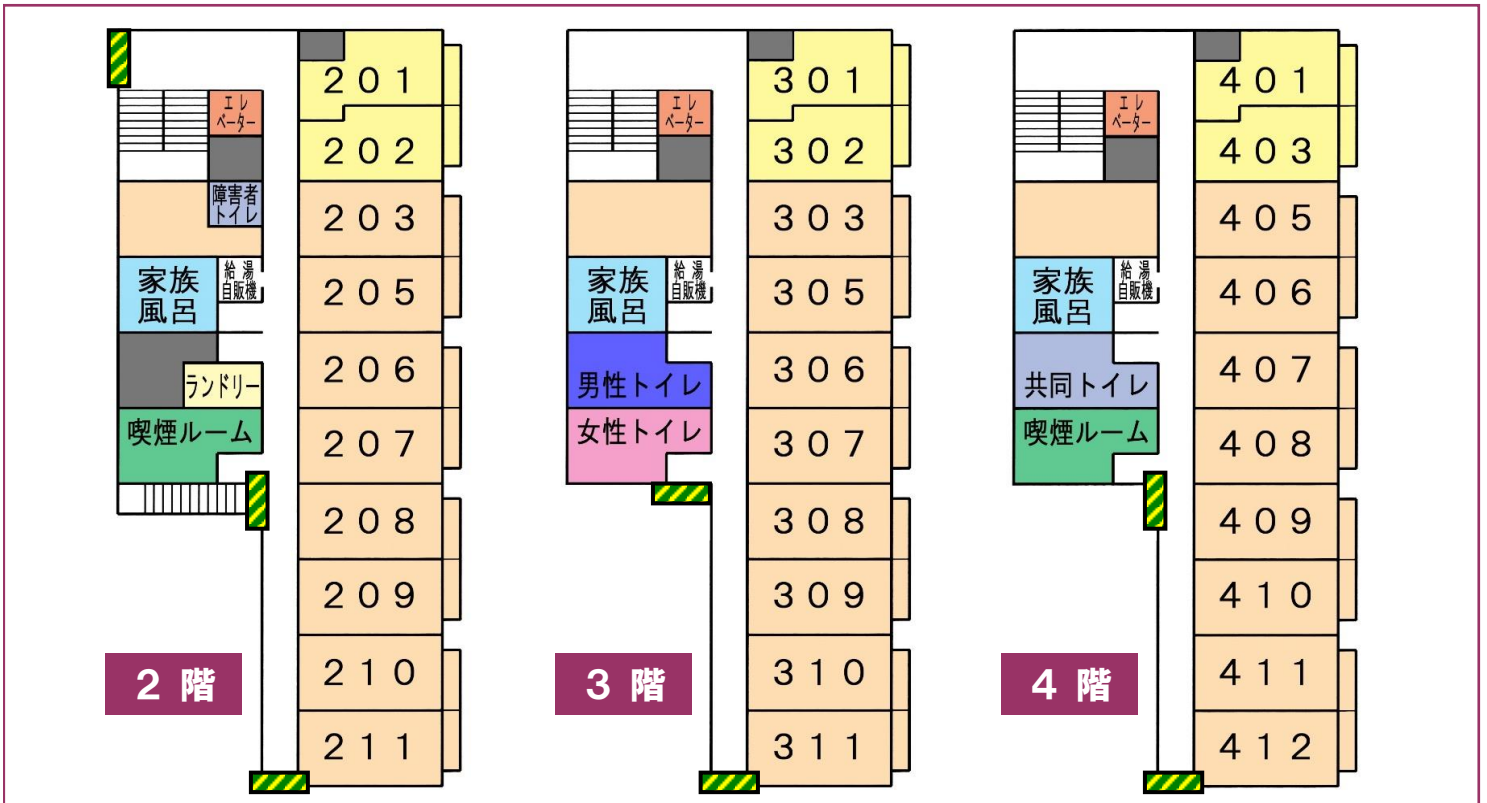 ２０１
エレ
ベーター
２０２
障害者
トイレ
２０３
家族
風呂
給湯
自販機
２０５
２０６
ランドリー
喫煙ルーム
２０７
２０８
２０９
２階
２１０
２１１
３０１
エレ
ベーター
３０２
３０３
家族
風呂
給湯
自販機
３０５
３０６
男性トイレ
女性トイレ
３０７
３０８
３０９
３階
３１０
３１１
４０１
エレ
ベーター
４０３
４０５
家族
風呂
給湯
自販機
４０６
４０７
共同トイレ
喫煙ルーム
４０８
４０９
４１０
４階
４１１
４１２